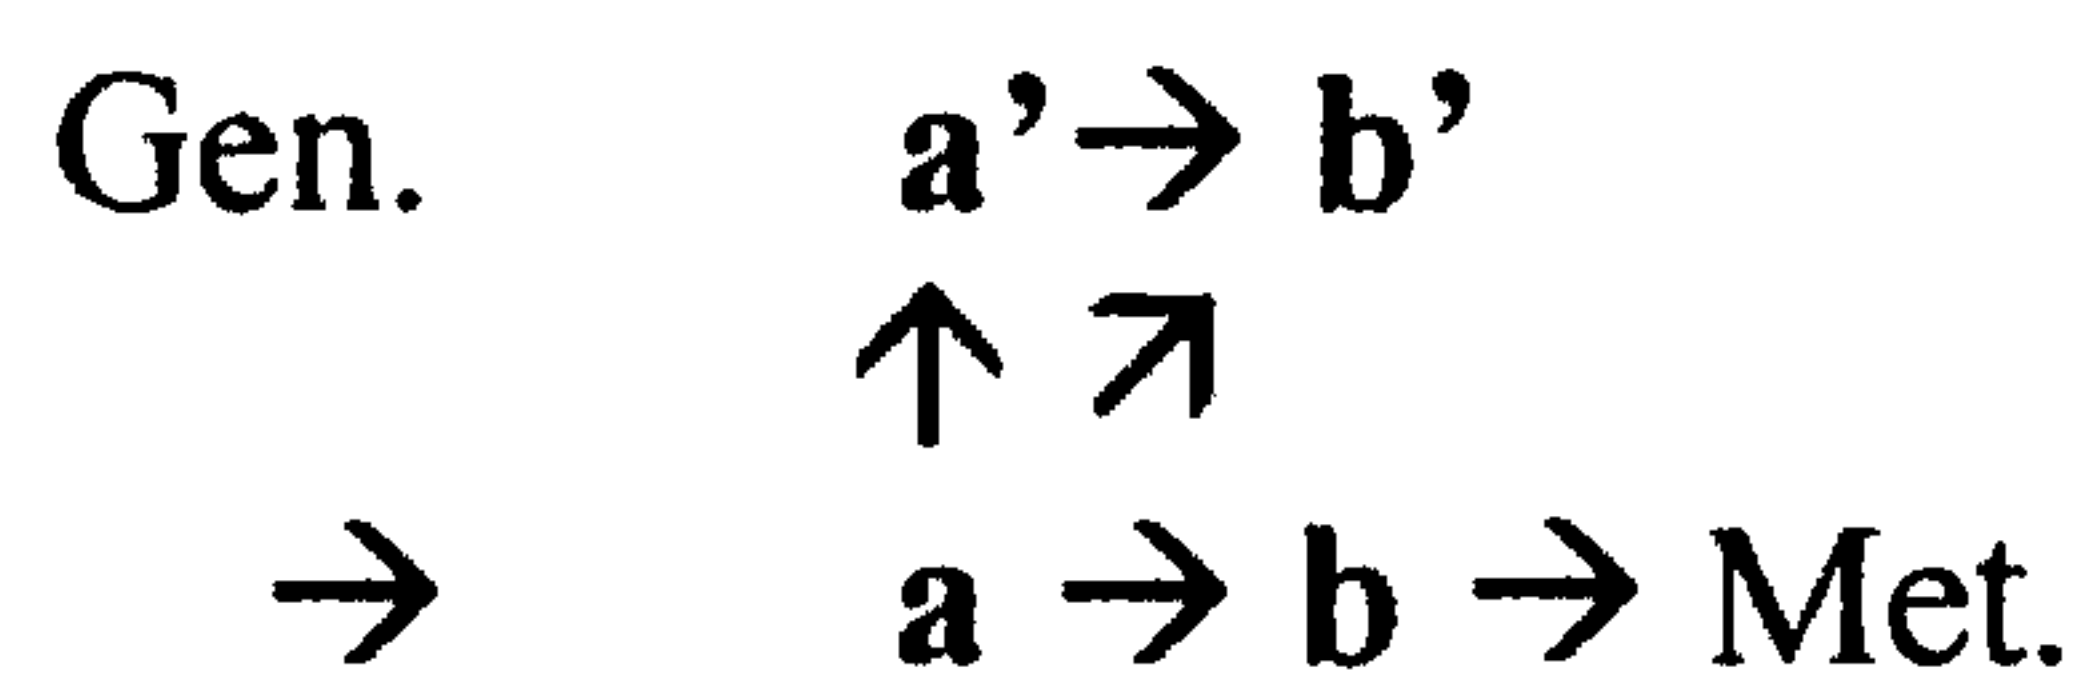 Gen. a’→ b’
↑ ↗
→ a → b → Met.